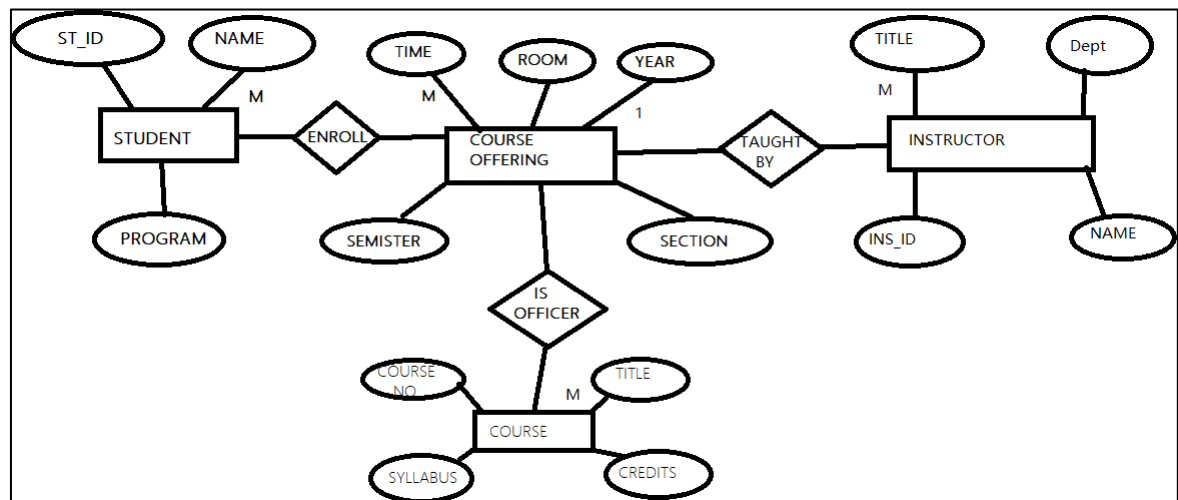 ST_ID
NAME
TIME
ROOM
YEAR
TITLE
Dept
M
M
1
M
STUDENT
ENROLL
COURSE
OFFERING
TAUGHT
BY
INSTRUCTOR
PROGRAM
SEMISTER
SECTION
INS_ID
NAME
IS
OFFICER
COURSE
NO
TITLE
M
COURSE
SYLLABUS
CREDITS